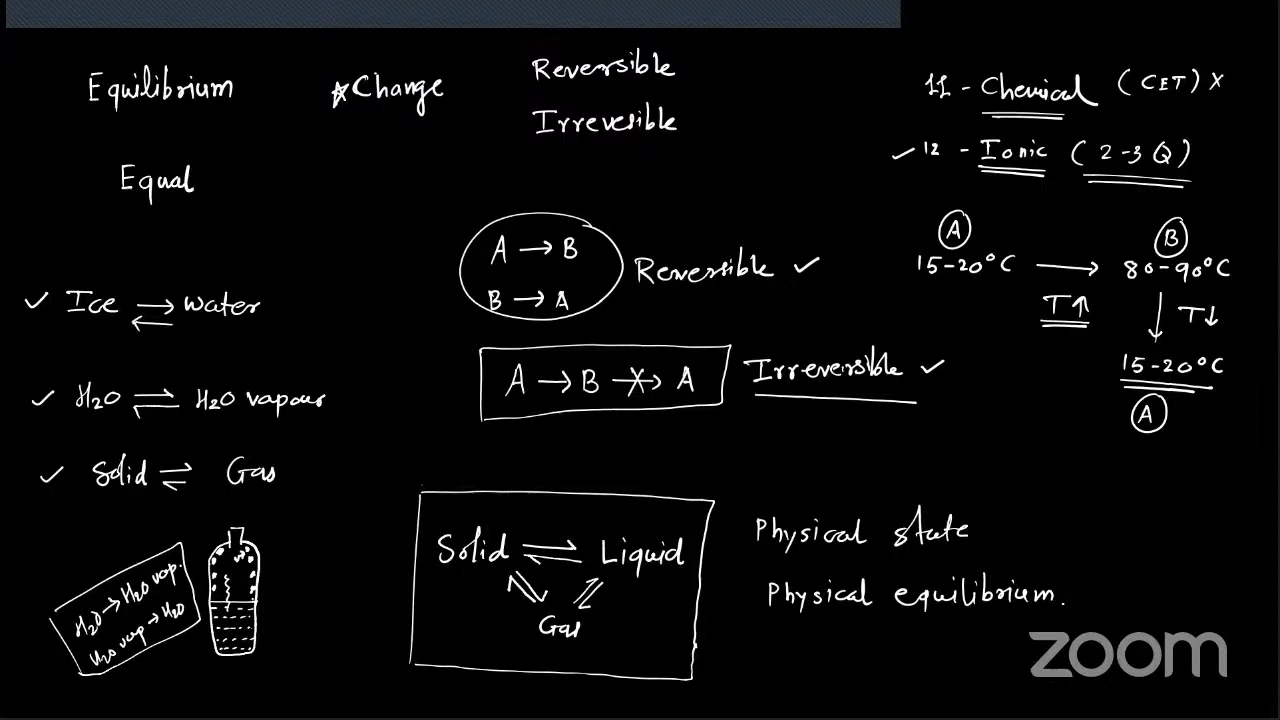 Equilibrium
Equal
✓ Ice ⇌ Water
✓ H2O ⇌ H2O vapour
✓ Solid ⇌ Gas
H2O → H2O vap.
H2O vap → H2O
*Change
Reversible
Irrevesible
A → B
B → A
Reversible ✓
A → B -X→ A
Irreversible ✓
Solid ⇌ Liquid
Gas
Physical state
Physical equilibrium.
11 - Chemical (CET) X
✓ 12 - Ionic (2-3 Q)
A
15-20°C → 80-90°C
B
T↑
T↓
15-20°C
A
zoom